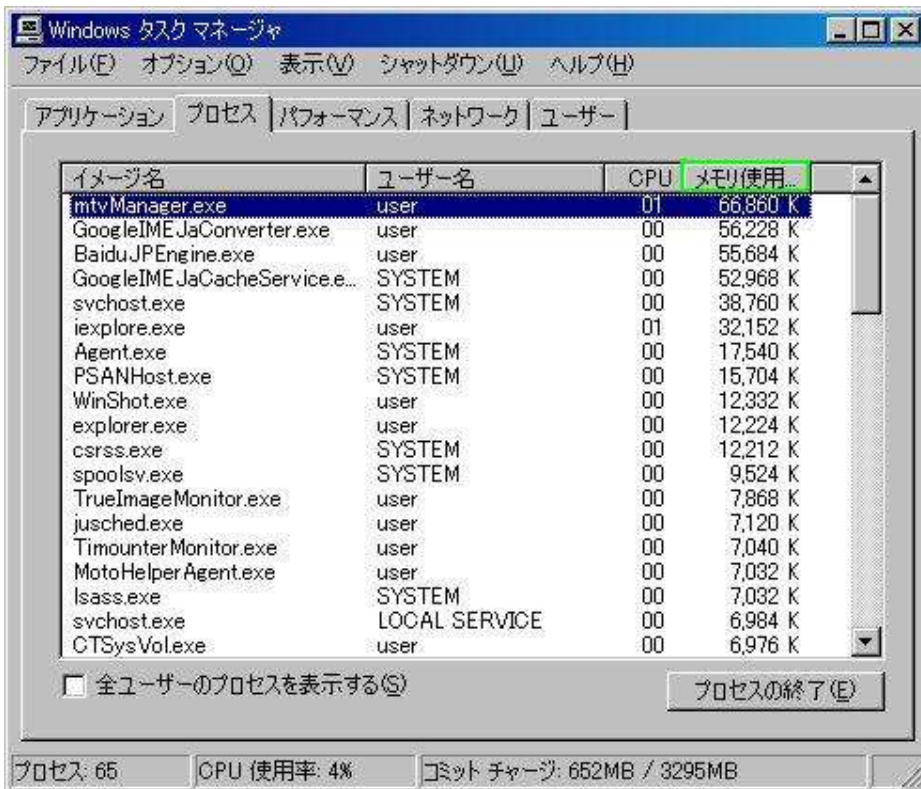 Windows タスク マネージャ
ファイル(F) オプション(O) 表示(V) シャットダウン(U) ヘルプ(H)
アプリケーション プロセス パフォーマンス ネットワーク ユーザー
イメージ名 ユーザー名 CPU メモリ使用...
mtvManager.exe user 01 66,860 K
GoogleIMEJaConverter.exe user 00 56,228 K
BaiduJPEngine.exe user 00 55,684 K
GoogleIMEJaCacheService.e... SYSTEM 00 52,968 K
svchost.exe SYSTEM 00 38,760 K
iexplore.exe user 01 32,152 K
Agent.exe SYSTEM 00 17,540 K
PSANHost.exe SYSTEM 00 15,704 K
WinShot.exe user 00 12,332 K
explorer.exe user 00 12,224 K
csrss.exe SYSTEM 00 12,212 K
spoolsv.exe SYSTEM 00 9,524 K
TrueImageMonitor.exe user 00 7,868 K
jusched.exe user 00 7,120 K
TimounterMonitor.exe user 00 7,040 K
MotoHelperAgent.exe user 00 7,032 K
lsass.exe SYSTEM 00 7,032 K
svchost.exe LOCAL SERVICE 00 6,984 K
CTSysVol.exe user 00 6,976 K
全ユーザーのプロセスを表示する(S) プロセスの終了(E)
プロセス: 65 CPU 使用率: 4% コミット チャージ: 652MB / 3295MB